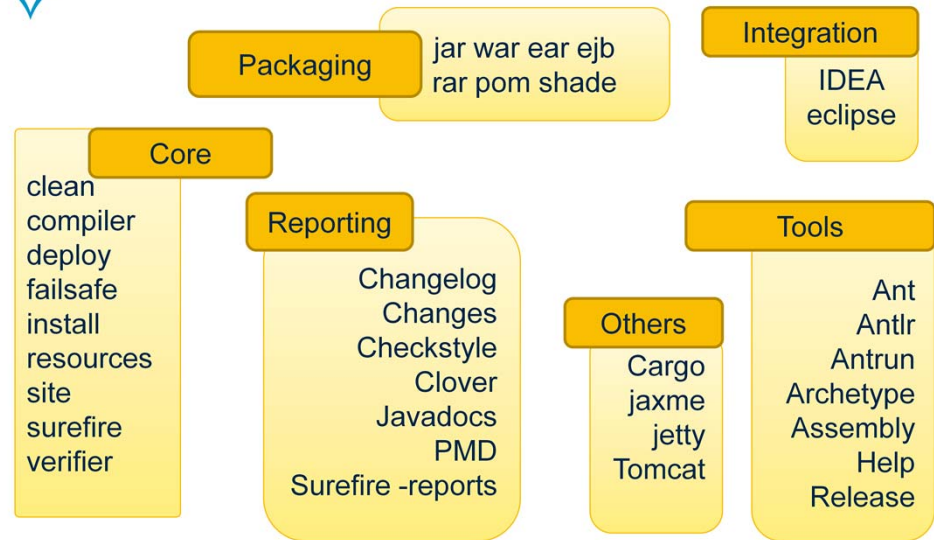 Packaging
jar war ear ejb
rar pom shade
Integration
IDEA
eclipse
Core
clean
compiler
deploy
failsafe
install
resources
site
surefire
verifier
Reporting
Changelog
Changes
Checkstyle
Clover
Javadocs
PMD
Surefire -reports
Others
Cargo
jaxme
jetty
Tomcat
Tools
Ant
Antlr
Antrun
Archetype
Assembly
Help
Release